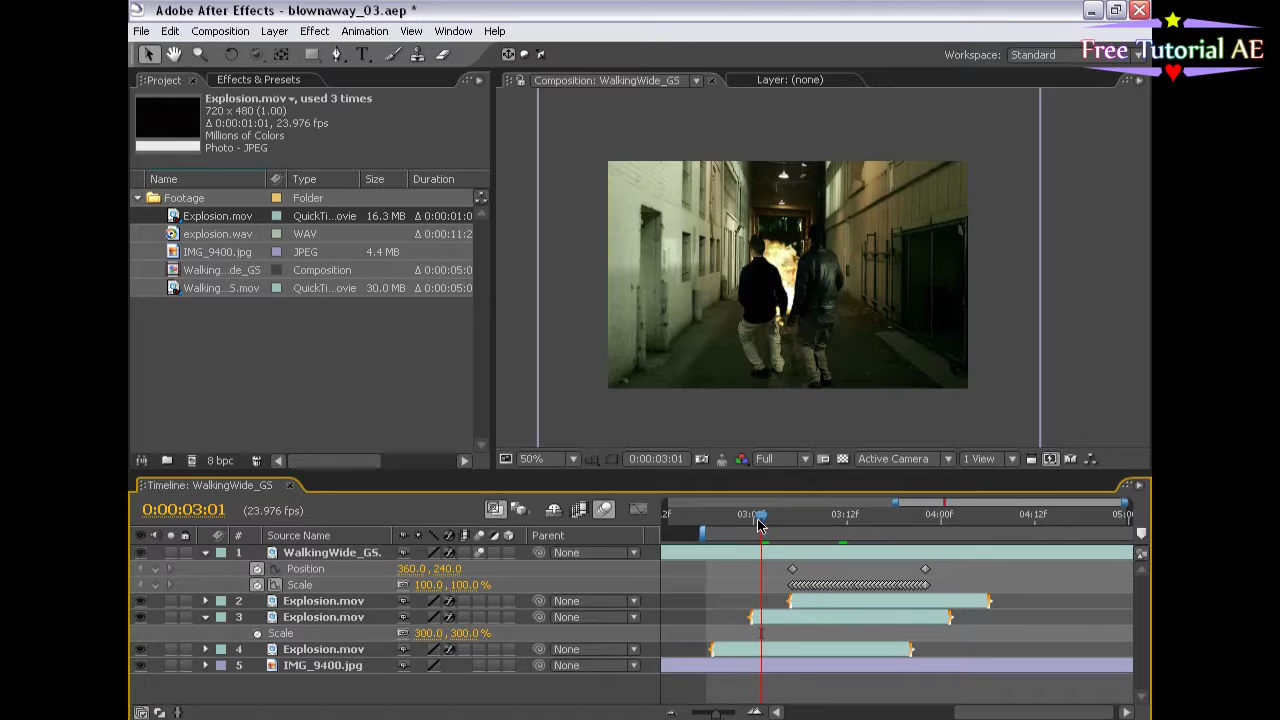 Adobe After Effects - blownaway_03.aep *
Free Tutorial AE
File Edit Composition Layer Effect Animation View Window Help
Workspace: Standard
Project Effects & Presets
Composition: WalkingWide_GS
Layer: (none)
Explosion.mov , used 3 times
720 x 480 (1.00)
Δ 0:00:01:01, 23.976 fps
Millions of Colors
Photo - JPEG
Name Type Size Duration
Footage Folder
Explosion.mov QuickTi...ovie 16.3 MB Δ 0:00:01:0
explosion.wav WAV Δ 0:00:11:2
IMG_9400.jpg JPEG 4.4 MB
Walking...de_GS Composition Δ 0:00:05:0
Walking...S.mov QuickTi...ovie 30.0 MB Δ 0:00:05:0
8 bpc
50% 0:00:03:01 Full Active Camera 1 View
Timeline: WalkingWide_GS
0:00:03:01 (23.976 fps)
:2f 03:00f 03:12f 04:00f 04:12f 05:00
# Source Name Parent
1 WalkingWide_GS. None
Position 360.0, 240.0
Scale 100.0, 100.0 %
2 Explosion.mov None
3 Explosion.mov None
Scale 300.0, 300.0 %
4 Explosion.mov None
5 IMG_9400.jpg None